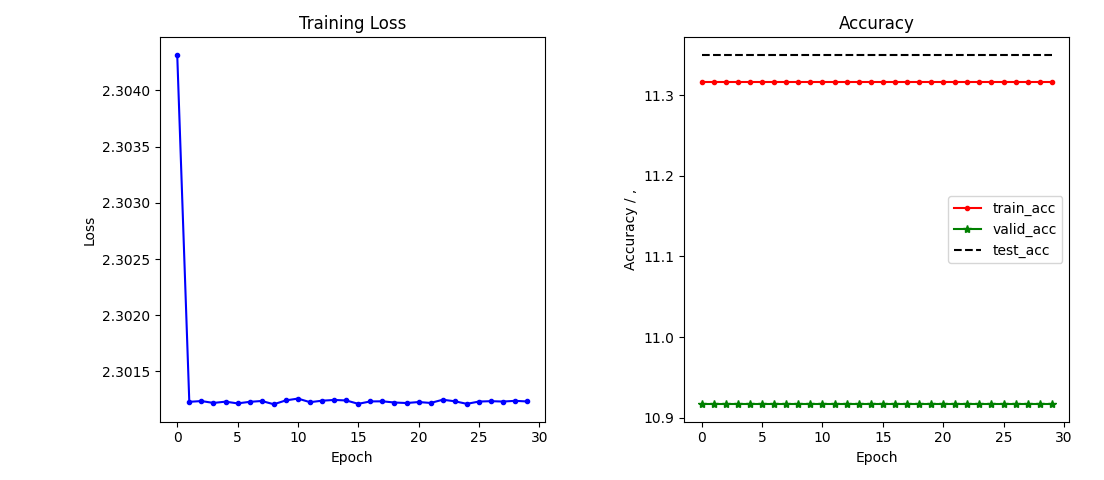 Training Loss
2.3040
2.3035
2.3030
2.3025
2.3020
2.3015
Loss
0 5 10 15 20 25 30
Epoch
Accuracy
11.3
11.2
11.1
11.0
10.9
Accuracy / ,
train_acc
valid_acc
test_acc
0 5 10 15 20 25 30
Epoch